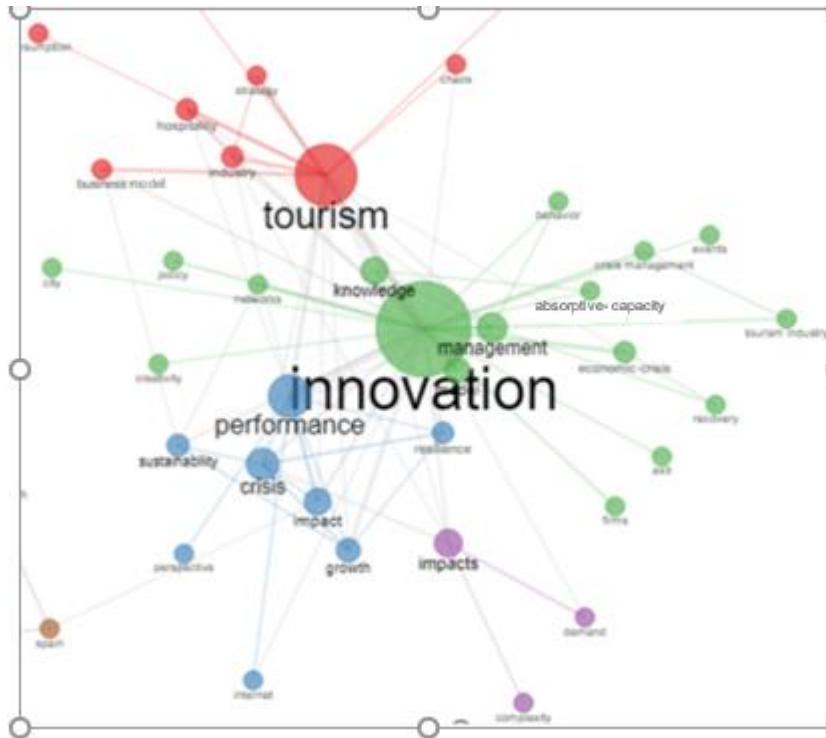 strategy
chaos
hospitality
industry
business model
tourism
behavior
events
crisis management
city
policy
networks
knowledge
absorptive- capacity
tourism industry
management
economic-crisis
creativity
innovation
performance
recovery
resilience
sustainability
crisis
impact
firms
perspective
growth
impacts
spain
demand
internet
complexity